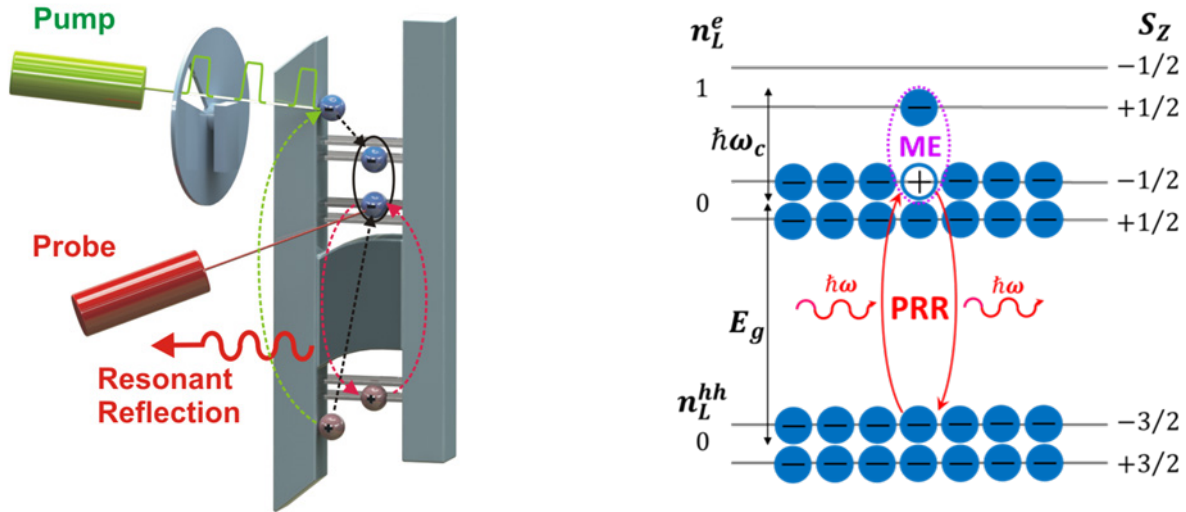 Pump
Probe
Resonant
Reflection
n_L^e
S_Z
−1/2
1
+1/2
ħω_c
ME
−1/2
0
+1/2
ħω
ħω
PRR
E_g
n_L^hh
−3/2
0
+3/2